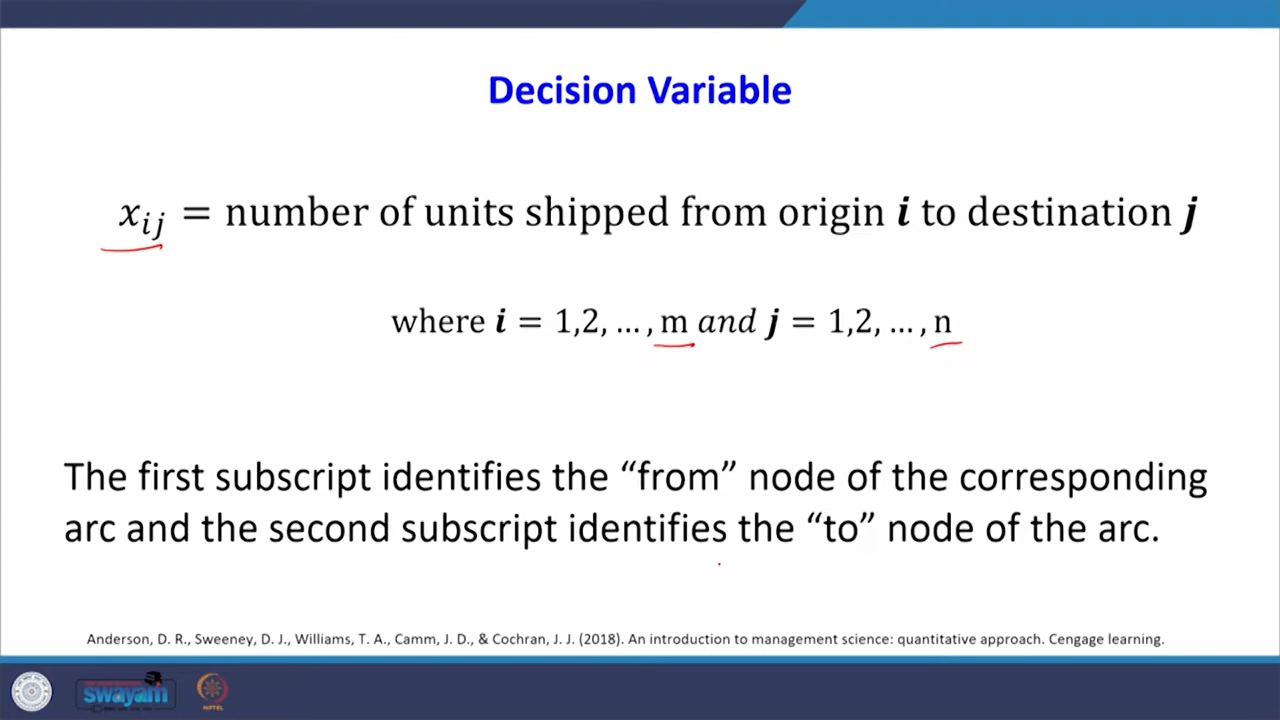 Decision Variable
xᵢⱼ = number of units shipped from origin i to destination j
where i = 1,2, … , m and j = 1,2, … , n
The first subscript identifies the “from” node of the corresponding
arc and the second subscript identifies the “to” node of the arc.
Anderson, D. R., Sweeney, D. J., Williams, T. A., Camm, J. D., & Cochran, J. J. (2018). An introduction to management science: quantitative approach. Cengage learning.
swayam
NPTEL